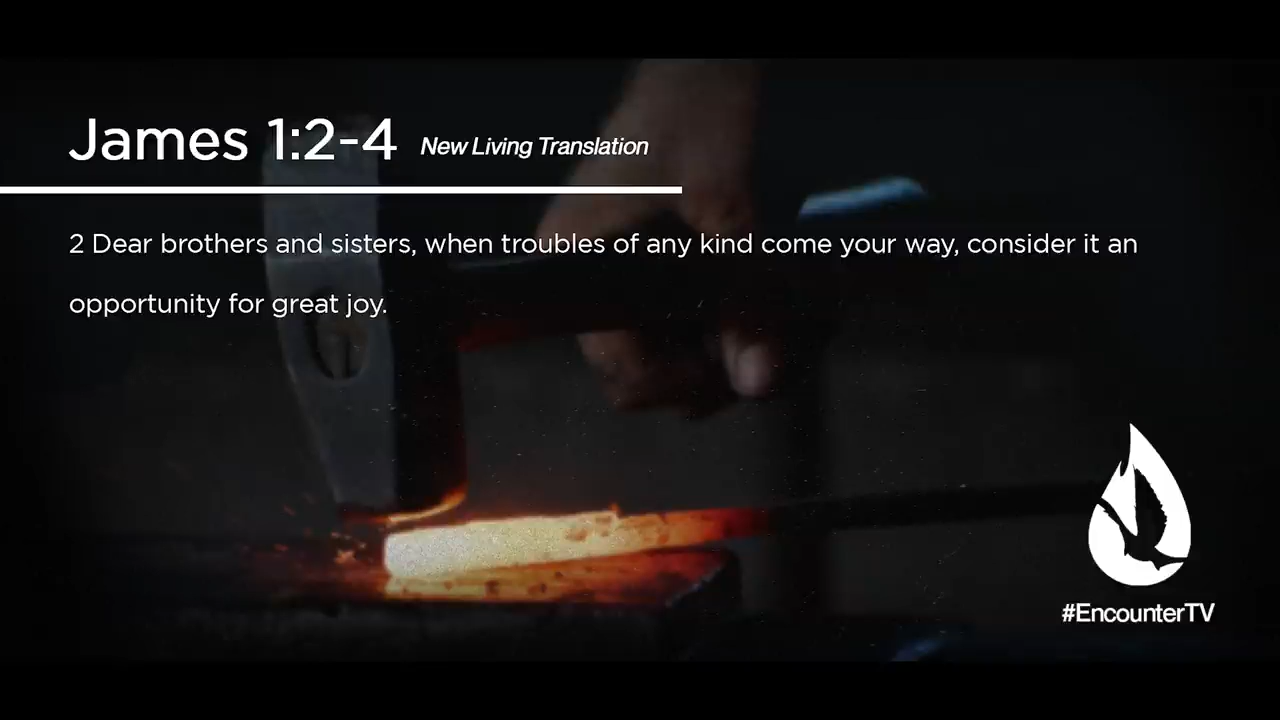 James 1:2-4 New Living Translation
2 Dear brothers and sisters, when troubles of any kind come your way, consider it an
opportunity for great joy.
#EncounterTV